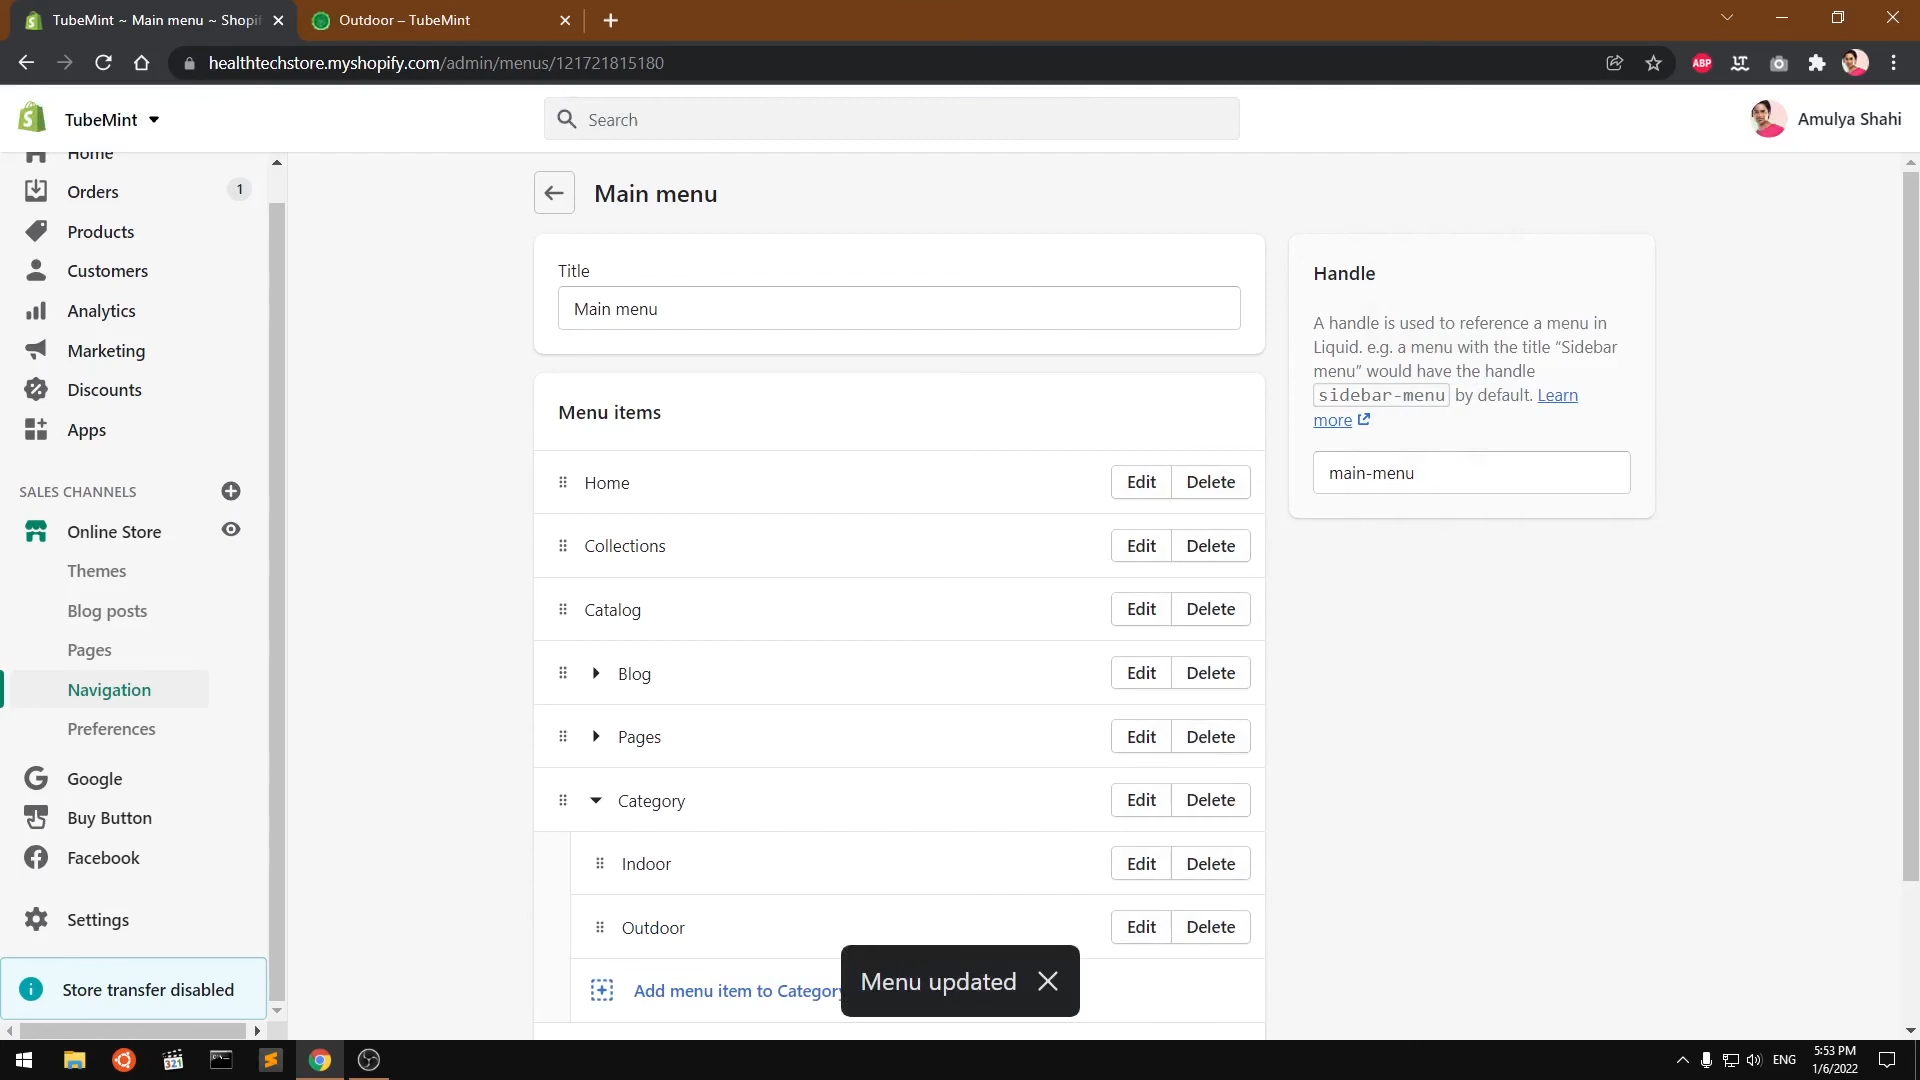 TubeMint ~ Main menu ~ Shopif
Outdoor – TubeMint
healthtechstore.myshopify.com/admin/menus/121721815180
ABP
TubeMint
Search
Amulya Shahi
Home
Orders
1
Products
Customers
Analytics
Marketing
Discounts
Apps
SALES CHANNELS
Online Store
Themes
Blog posts
Pages
Navigation
Preferences
Google
Buy Button
Facebook
Settings
Store transfer disabled
Main menu
Title
Main menu
Menu items
Home
Edit
Delete
Collections
Edit
Delete
Catalog
Edit
Delete
Blog
Edit
Delete
Pages
Edit
Delete
Category
Edit
Delete
Indoor
Edit
Delete
Outdoor
Edit
Delete
Add menu item to Category
Menu updated
Handle
A handle is used to reference a menu in
Liquid. e.g. a menu with the title “Sidebar
menu” would have the handle
sidebar-menu by default. Learn
more
main-menu
321
ENG
5:53 PM
1/6/2022